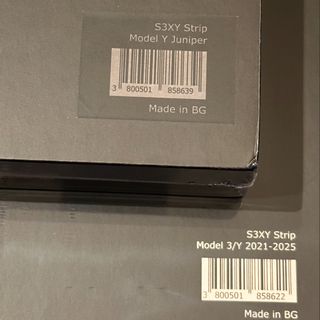 S3XY Strip
Model Y Juniper
3 800501 858639
Made in BG
S3XY Strip
Model 3/Y 2021-2025
3 800501 858622
Made in BG